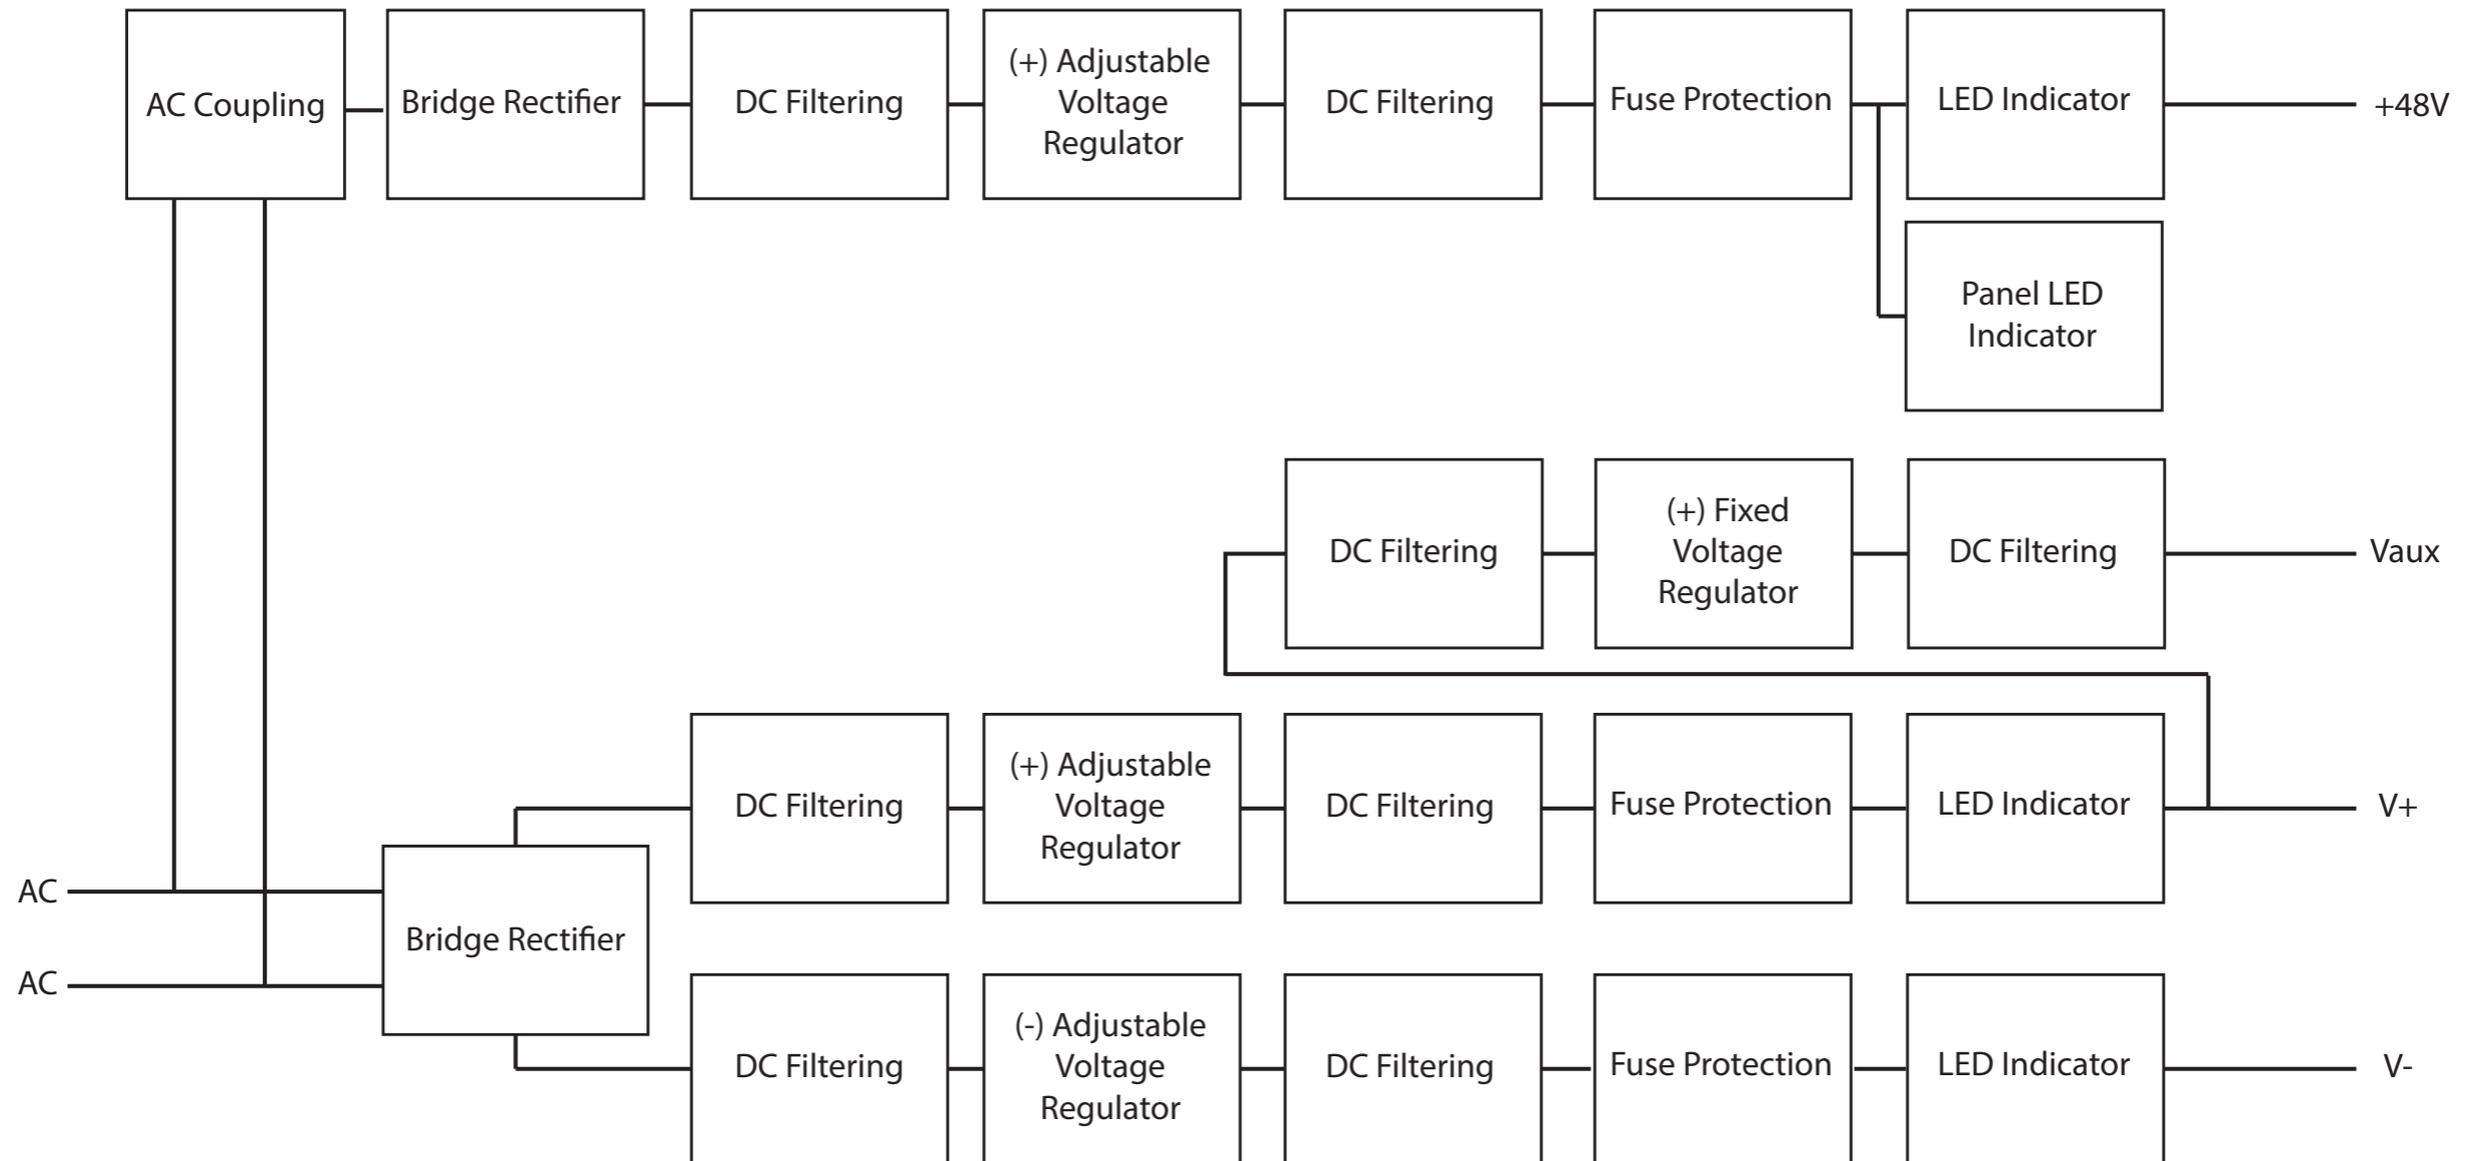 AC Coupling
Bridge Rectifier
DC Filtering
(+) Adjustable
Voltage
Regulator
DC Filtering
Fuse Protection
LED Indicator
+48V
Panel LED
Indicator
DC Filtering
(+) Fixed
Voltage
Regulator
DC Filtering
Vaux
DC Filtering
(+) Adjustable
Voltage
Regulator
DC Filtering
Fuse Protection
LED Indicator
V+
AC
AC
Bridge Rectifier
DC Filtering
(-) Adjustable
Voltage
Regulator
DC Filtering
Fuse Protection
LED Indicator
V-